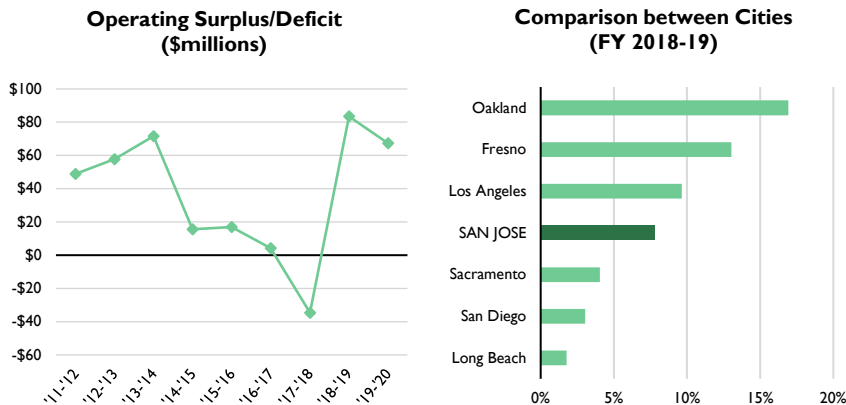 Operating Surplus/Deficit
($millions)
$100
$80
$60
$40
$20
$0
-$20
-$40
-$60
'11-'12
'12-'13
'13-'14
'14-'15
'15-'16
'16-'17
'17-'18
'18-'19
'19-'20
Comparison between Cities
(FY 2018-19)
Oakland
Fresno
Los Angeles
SAN JOSE
Sacramento
San Diego
Long Beach
0%
5%
10%
15%
20%